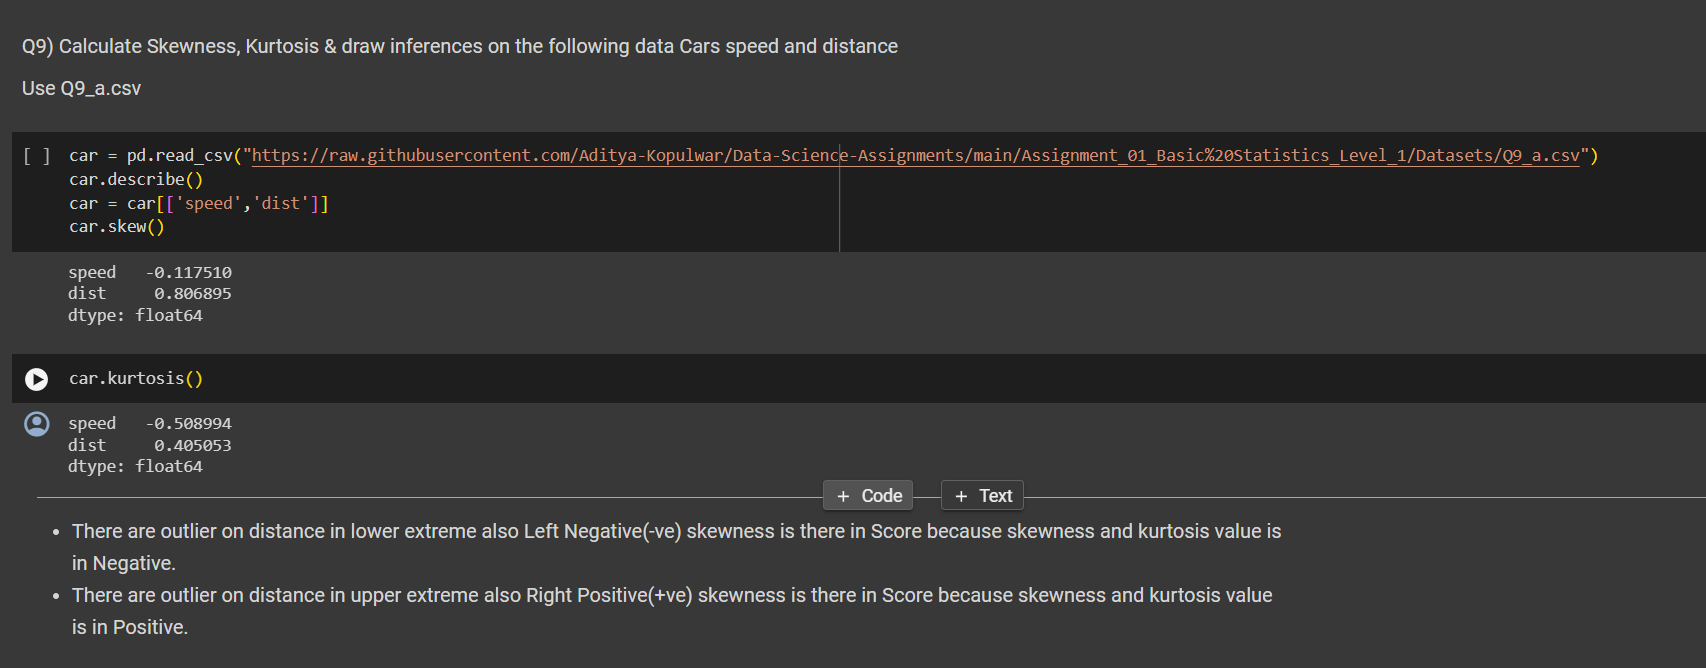 Q9) Calculate Skewness, Kurtosis & draw inferences on the following data Cars speed and distance
Use Q9_a.csv
[ ] car = pd.read_csv("https://raw.githubusercontent.com/Aditya-Kopulwar/Data-Science-Assignments/main/Assignment_01_Basic%20Statistics_Level_1/Datasets/Q9_a.csv")
car.describe()
car = car[['speed','dist']]
car.skew()
speed -0.117510
dist 0.806895
dtype: float64
car.kurtosis()
speed -0.508994
dist 0.405053
dtype: float64
+ Code + Text
• There are outlier on distance in lower extreme also Left Negative(-ve) skewness is there in Score because skewness and kurtosis value is
in Negative.
• There are outlier on distance in upper extreme also Right Positive(+ve) skewness is there in Score because skewness and kurtosis value
is in Positive.